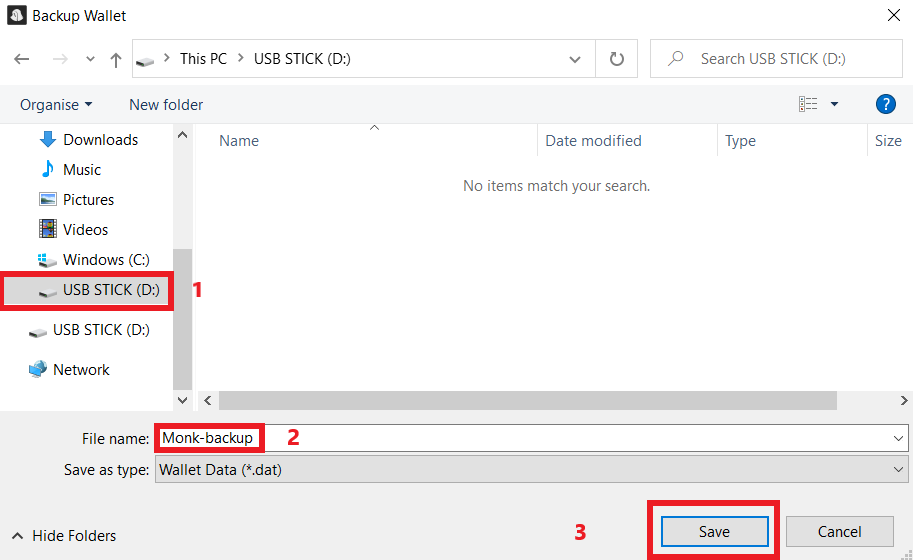 Backup Wallet
This PC > USB STICK (D:)
Search USB STICK (D:)
Organise
New folder
?
Name
Date modified
Type
Size
No items match your search.
Downloads
Music
Pictures
Videos
Windows (C:)
USB STICK (D:)
1
USB STICK (D:)
Network
File name: Monk-backup
2
Save as type: Wallet Data (*.dat)
Hide Folders
3
Save
Cancel